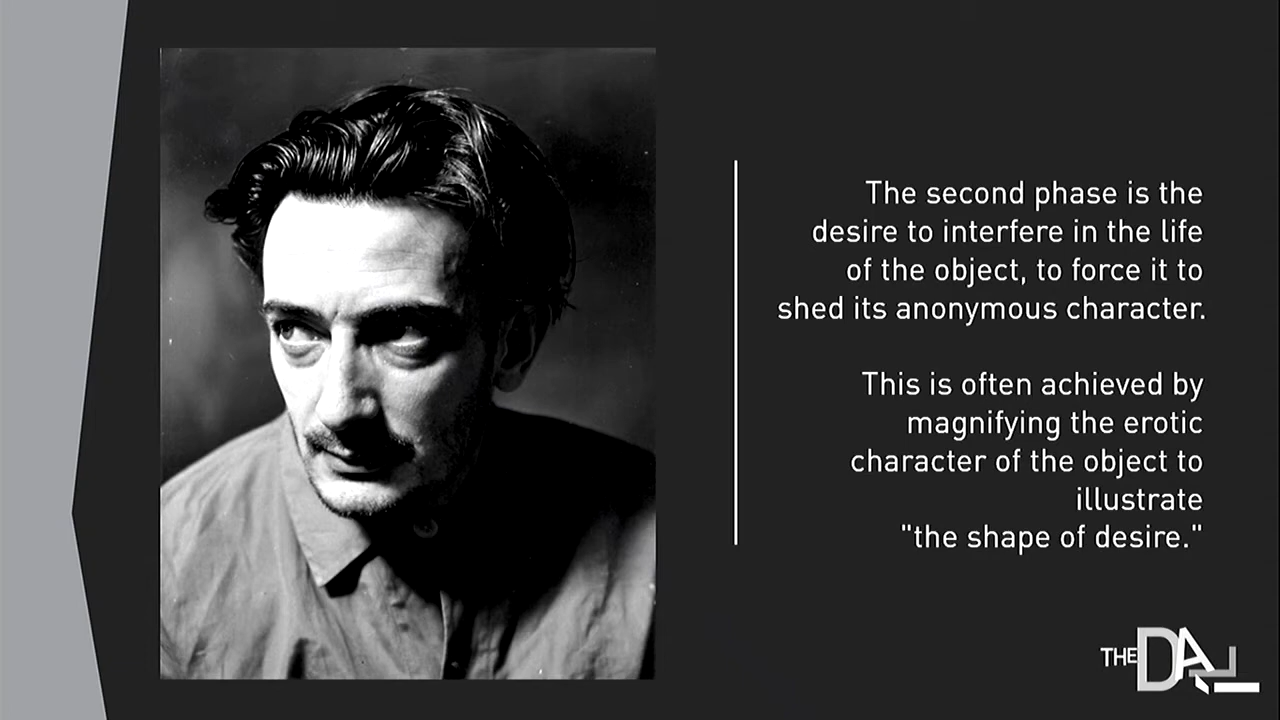 The second phase is the
desire to interfere in the life
of the object, to force it to
shed its anonymous character.
This is often achieved by
magnifying the erotic
character of the object to
illustrate
"the shape of desire."
THE DALÍ